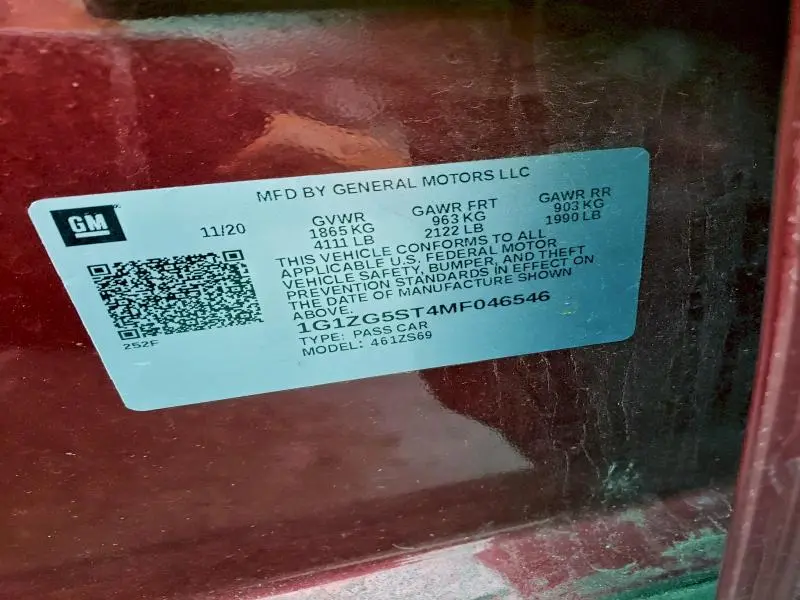 MFD BY GENERAL MOTORS LLC
GM
11/20
GVWR
1865 KG
4111 LB
GAWR FRT
963 KG
2122 LB
GAWR RR
903 KG
1990 LB
THIS VEHICLE CONFORMS TO ALL
APPLICABLE U.S. FEDERAL MOTOR
VEHICLE SAFETY, BUMPER, AND THEFT
PREVENTION STANDARDS IN EFFECT ON
THE DATE OF MANUFACTURE SHOWN
ABOVE.
1G1ZG5ST4MF046546
TYPE: PASS CAR
MODEL: 461ZS69
252F